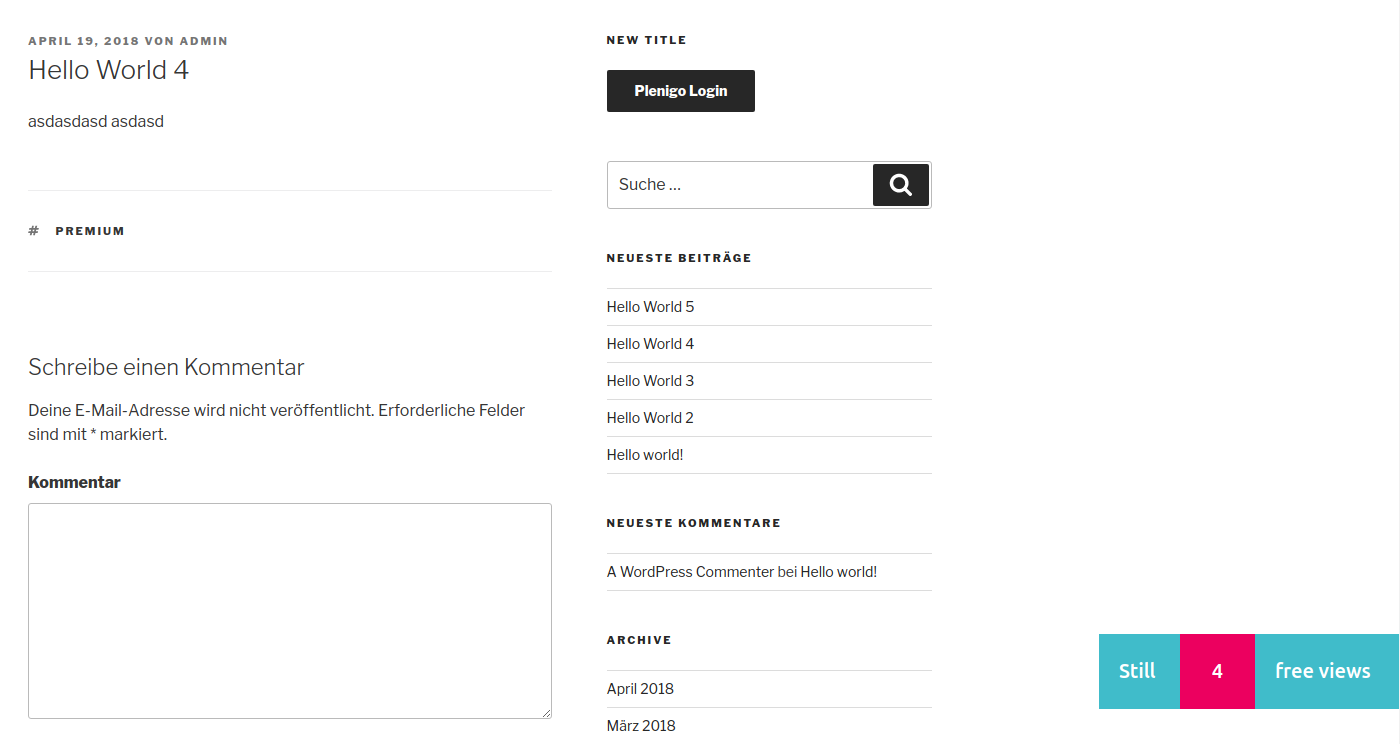 APRIL 19, 2018 VON ADMIN
Hello World 4
asdasdasd asdasd
# PREMIUM
Schreibe einen Kommentar
Deine E-Mail-Adresse wird nicht veröffentlicht. Erforderliche Felder
sind mit * markiert.
Kommentar
NEW TITLE
Plenigo Login
Suche …
NEUESTE BEITRÄGE
Hello World 5
Hello World 4
Hello World 3
Hello World 2
Hello world!
NEUESTE KOMMENTARE
A WordPress Commenter bei Hello world!
ARCHIVE
April 2018
März 2018
Still 4 free views